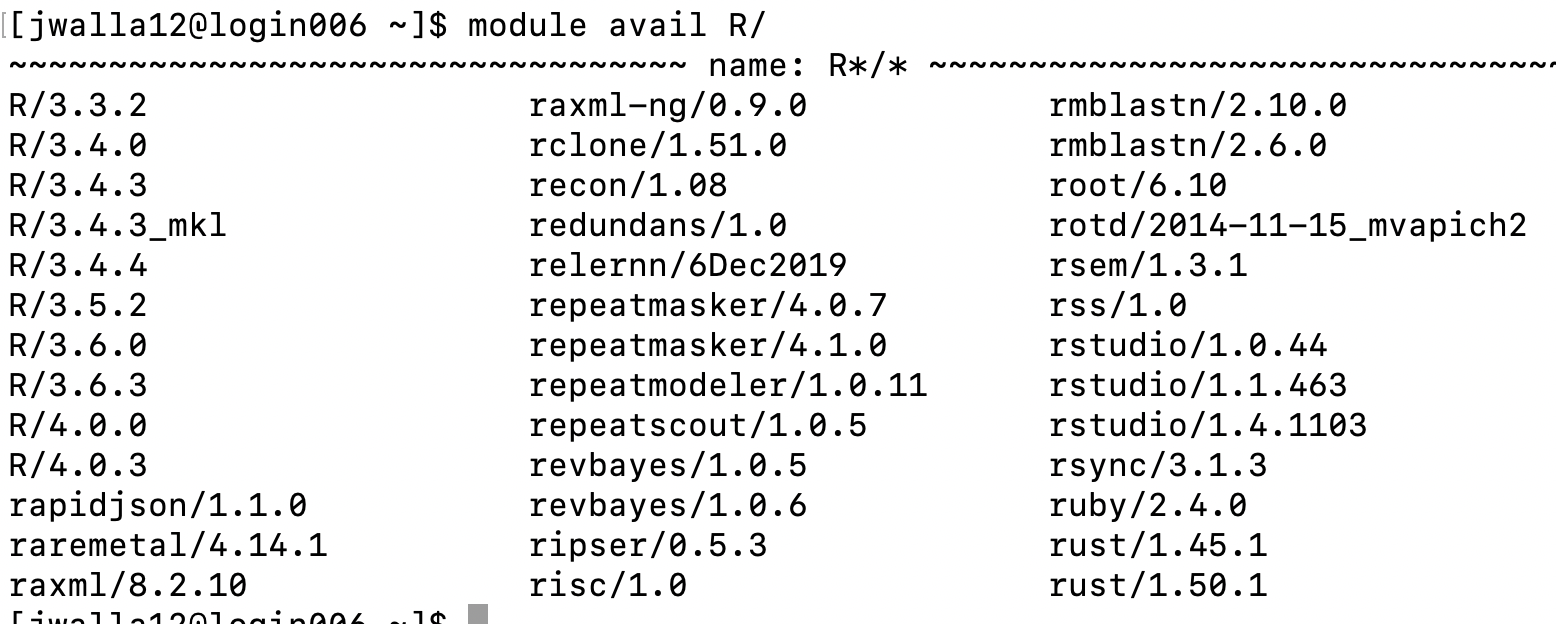 [[jwalla12@login006 ~]$ module avail R/
~~~~~~~~~~~~~~~~~~~~~~~~~~~~~~~~~~ name: R*/* ~~~~~~~~~~~~~~~~~~~~~~~~~~~~~~~~
R/3.3.2 raxml-ng/0.9.0 rmblastn/2.10.0
R/3.4.0 rclone/1.51.0 rmblastn/2.6.0
R/3.4.3 recon/1.08 root/6.10
R/3.4.3_mkl redundans/1.0 rotd/2014-11-15_mvapich2
R/3.4.4 relernn/6Dec2019 rsem/1.3.1
R/3.5.2 repeatmasker/4.0.7 rss/1.0
R/3.6.0 repeatmasker/4.1.0 rstudio/1.0.44
R/3.6.3 repeatmodeler/1.0.11 rstudio/1.1.463
R/4.0.0 repeatscout/1.0.5 rstudio/1.4.1103
R/4.0.3 revbayes/1.0.5 rsync/3.1.3
rapidjson/1.1.0 revbayes/1.0.6 ruby/2.4.0
raremetal/4.14.1 ripser/0.5.3 rust/1.45.1
raxml/8.2.10 risc/1.0 rust/1.50.1
[jwalla12@login006 ~]$